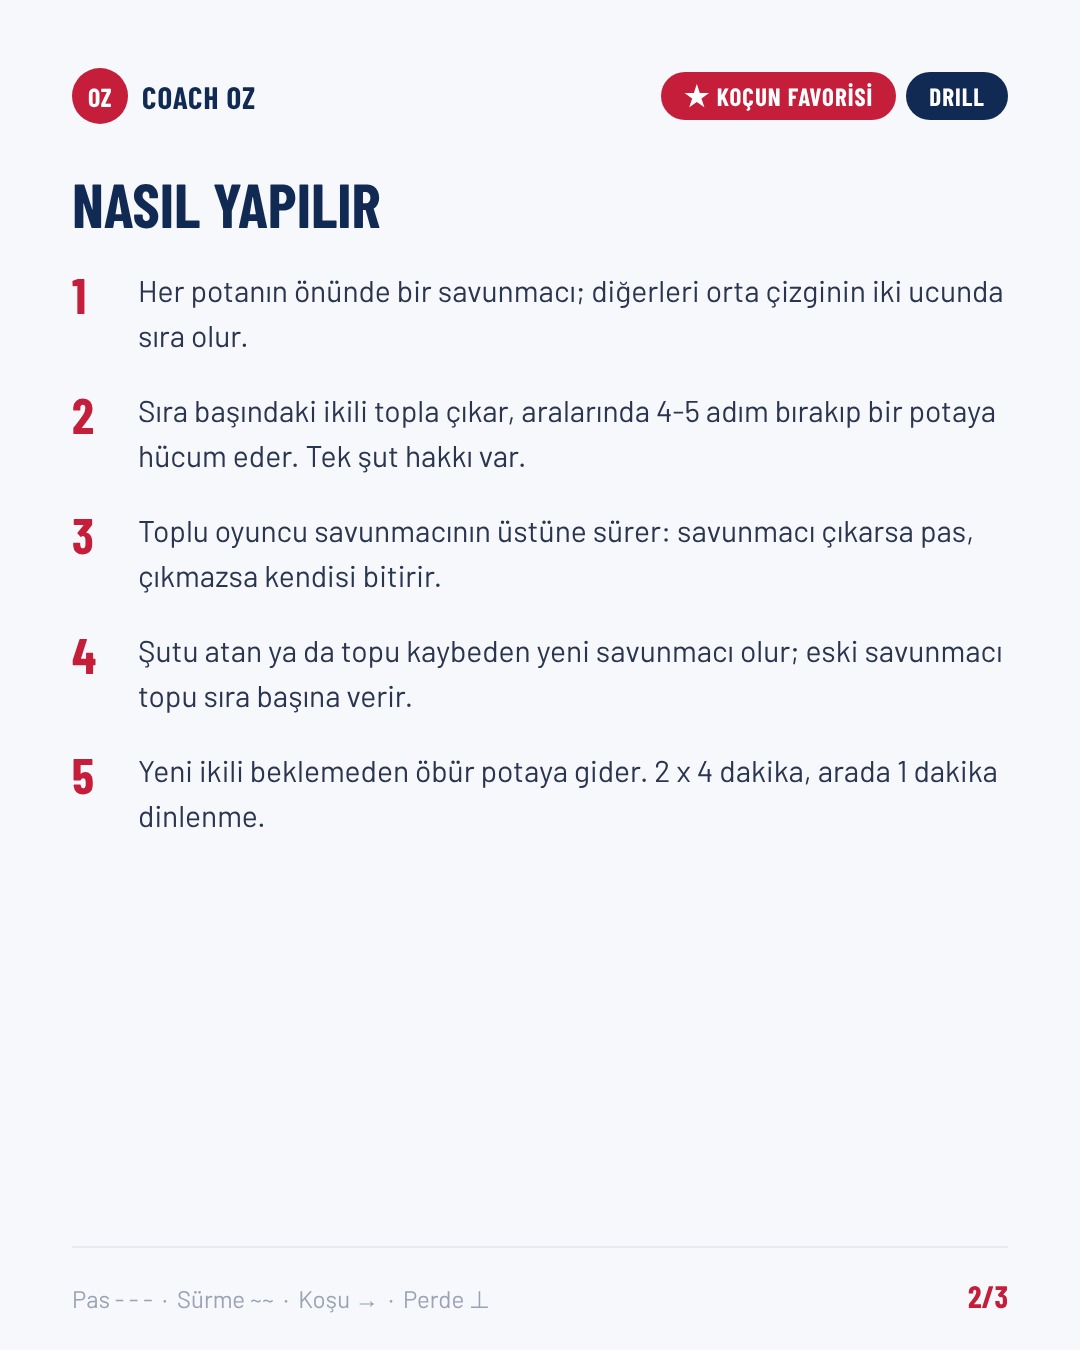 OZ COACH OZ
★ KOÇUN FAVORİSİ DRILL
NASIL YAPILIR
1 Her potanın önünde bir savunmacı; diğerleri orta çizginin iki ucunda
sıra olur.
2 Sıra başındaki ikili topla çıkar, aralarında 4-5 adım bırakıp bir potaya
hücum eder. Tek şut hakkı var.
3 Toplu oyuncu savunmacının üstüne sürer: savunmacı çıkarsa pas,
çıkmazsa kendisi bitirir.
4 Şutu atan ya da topu kaybeden yeni savunmacı olur; eski savunmacı
topu sıra başına verir.
5 Yeni ikili beklemeden öbür potaya gider. 2 x 4 dakika, arada 1 dakika
dinlenme.
Pas - - - · Sürme ~~ · Koşu → · Perde ⊥
2/3